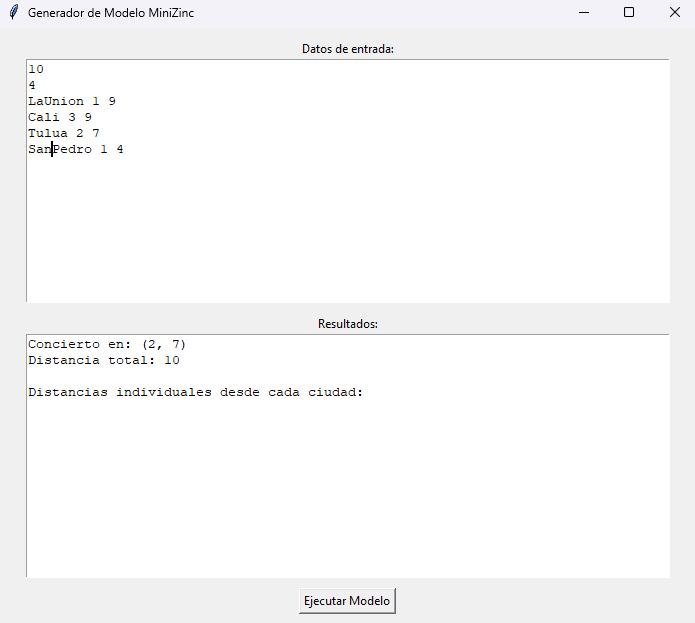 Generador de Modelo MiniZinc
Datos de entrada:
10
4
LaUnion 1 9
Cali 3 9
Tulua 2 7
SanPedro 1 4
Resultados:
Concierto en: (2, 7)
Distancia total: 10
Distancias individuales desde cada ciudad:
Ejecutar Modelo